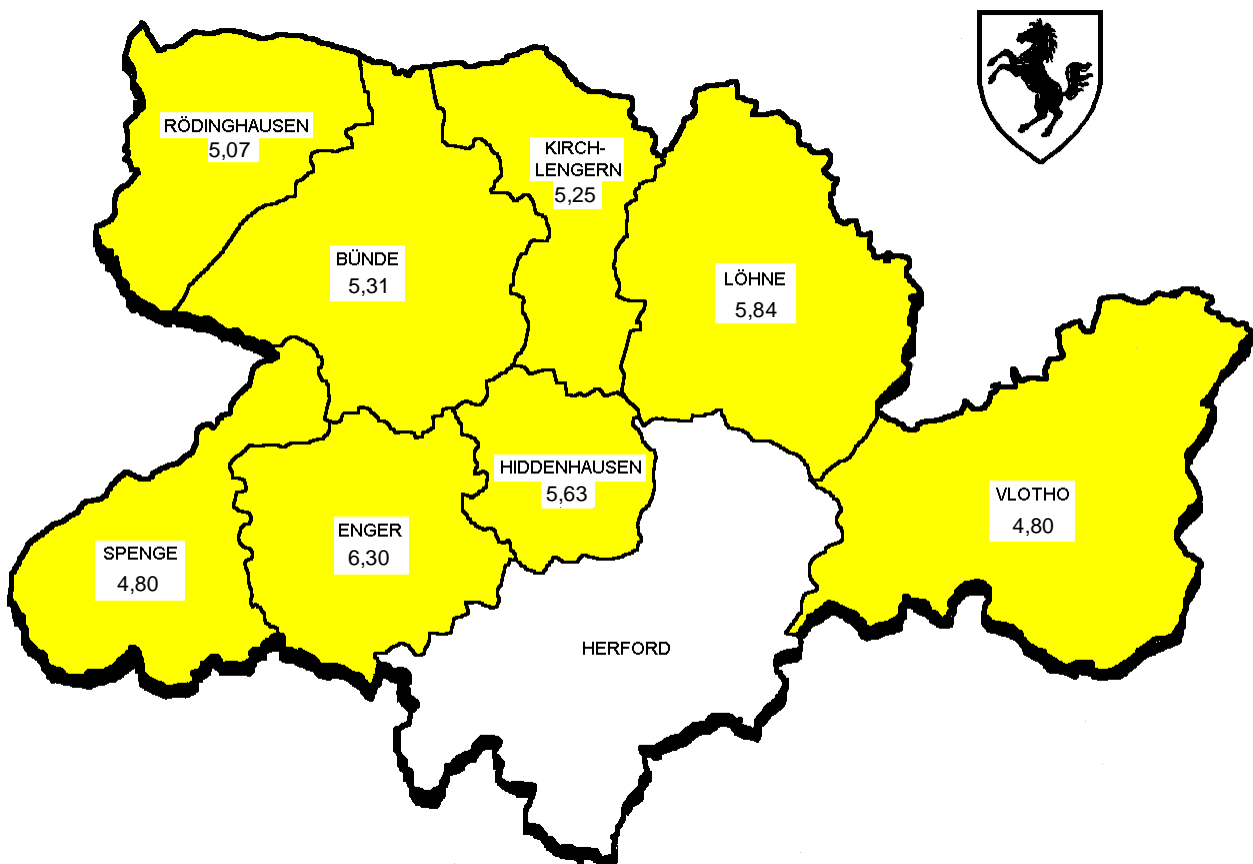 RÖDINGHAUSEN
5,07
KIRCH-
LENGERN
5,25
BÜNDE
5,31
LÖHNE
5,84
HIDDENHAUSEN
5,63
VLOTHO
4,80
ENGER
6,30
SPENGE
4,80
HERFORD